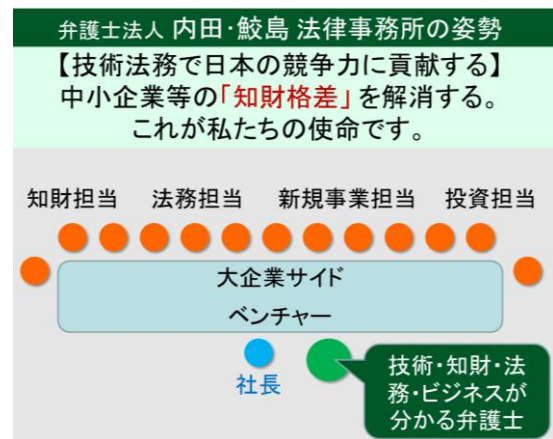 弁護士法人 内田・鮫島 法律事務所の姿勢
【技術法務で日本の競争力に貢献する】
中小企業等の「知財格差」を解消する。
これが私たちの使命です。
知財担当 法務担当 新規事業担当 投資担当
大企業サイド
ベンチャー
社長
技術・知財・法
務・ビジネスが
分かる弁護士